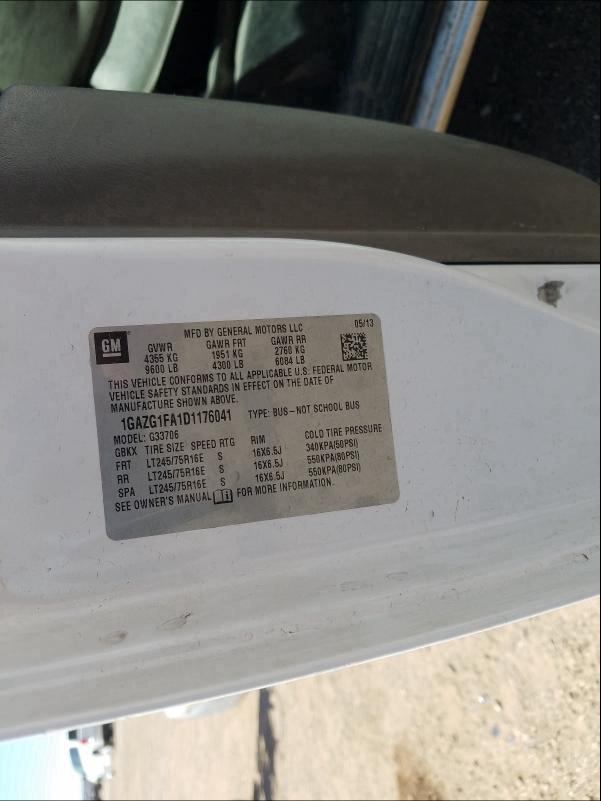 GM
MFD BY GENERAL MOTORS LLC 05/13
GVWR GAWR FRT GAWR RR
4355 KG 1951 KG 2760 KG
9600 LB 4300 LB 6084 LB
THIS VEHICLE CONFORMS TO ALL APPLICABLE U.S. FEDERAL MOTOR
VEHICLE SAFETY STANDARDS IN EFFECT ON THE DATE OF
MANUFACTURE SHOWN ABOVE.
1GAZG1FA1D1176041 TYPE: BUS-NOT SCHOOL BUS
MODEL: G33706
GBKX TIRE SIZE SPEED RTG RIM COLD TIRE PRESSURE
FRT LT245/75R16E S 16X6.5J 340KPA(50PSI)
RR LT245/75R16E S 16X6.5J 550KPA(80PSI)
SPA LT245/75R16E S 16X6.5J 550KPA(80PSI)
SEE OWNER'S MANUAL FOR MORE INFORMATION.